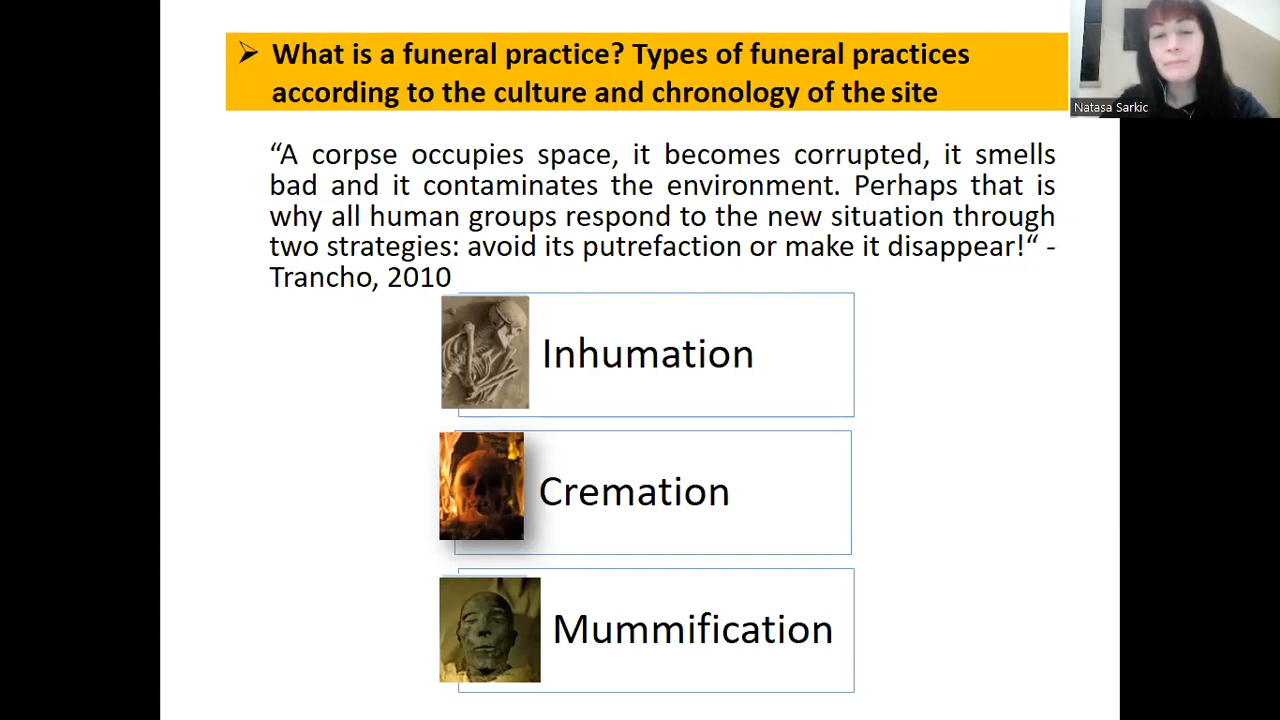 ➢ What is a funeral practice? Types of funeral practices
according to the culture and chronology of the site
Natasa Sarkic
“A corpse occupies space, it becomes corrupted, it smells
bad and it contaminates the environment. Perhaps that is
why all human groups respond to the new situation through
two strategies: avoid its putrefaction or make it disappear!“ -
Trancho, 2010
Inhumation
Cremation
Mummification